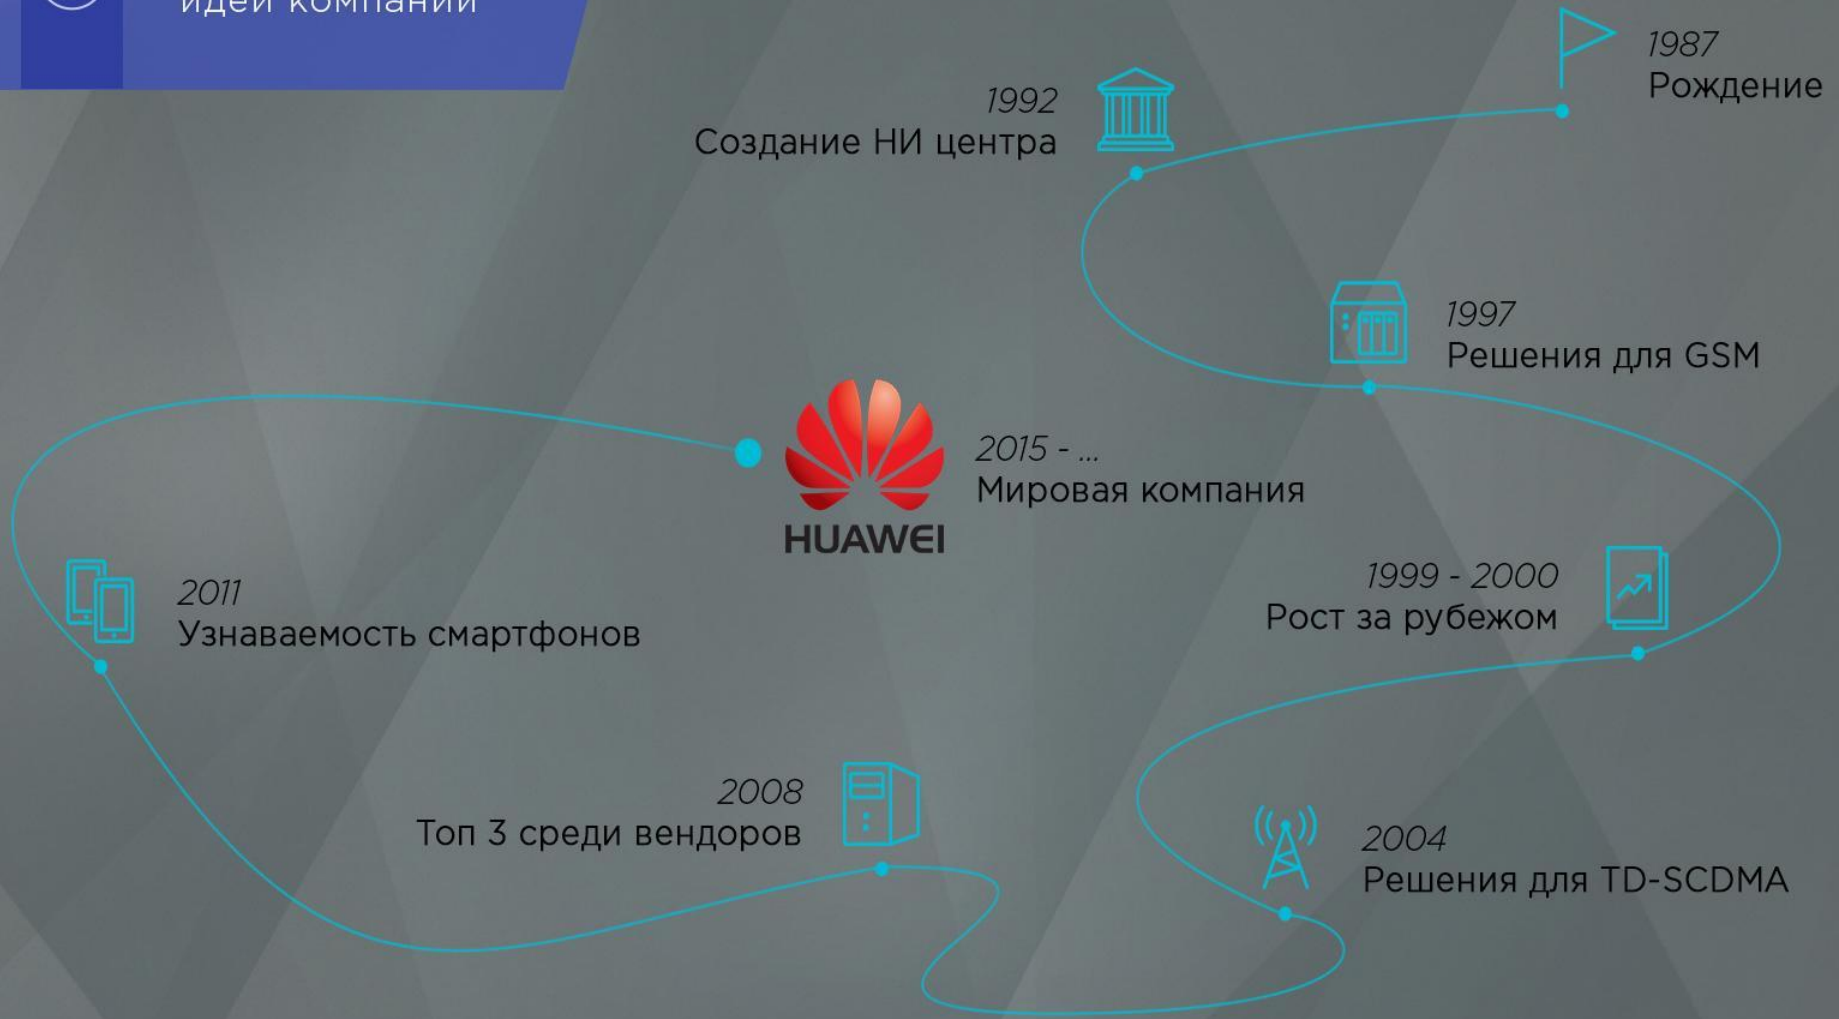 идеи компании
1987
Рождение
1992
Создание НИ центра
1997
Решения для GSM
1999 - 2000
Рост за рубежом
2004
Решения для TD-SCDMA
2008
Топ 3 среди вендоров
2011
Узнаваемость смартфонов
2015 - ...
Мировая компания
HUAWEI